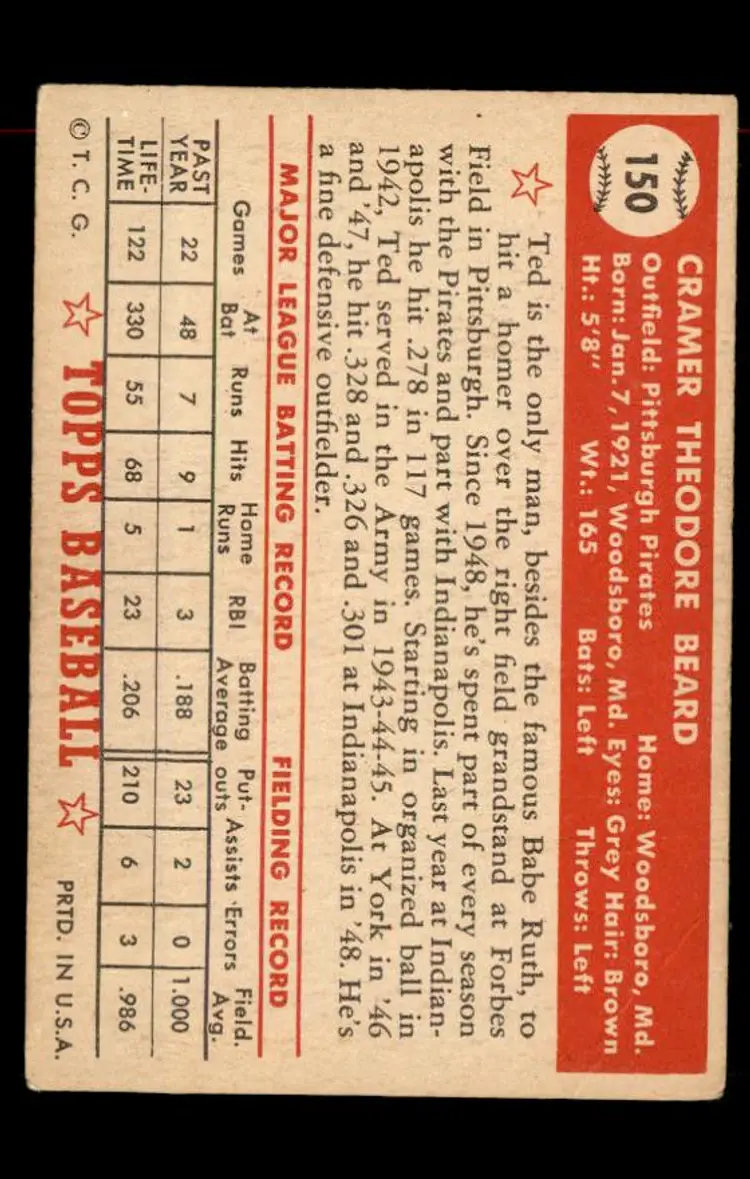 150
CRAMER THEODORE BEARD
Outfield: Pittsburgh Pirates Home: Woodsboro, Md.
Born: Jan. 7, 1921, Woodsboro, Md. Eyes: Grey Hair: Brown
Ht.: 5'8" Wt.: 165 Bats: Left Throws: Left
Ted is the only man, besides the famous Babe Ruth, to
hit a homer over the right field grandstand at Forbes
Field in Pittsburgh. Since 1948, he's spent part of every season
with the Pirates and part with Indianapolis. Last year at Indian-
apolis he hit .278 in 117 games. Starting in organized ball in
1942, Ted served in the Army in 1943-44-45. At York in '46
and '47, he hit .328 and .326 and .301 at Indianapolis in '48. He's
a fine defensive outfielder.
MAJOR LEAGUE BATTING RECORD FIELDING RECORD
Games At Bat Runs Hits Home Runs RBI Batting Average Put-outs Assists Errors Field. Avg.
PAST YEAR 22 48 7 9 1 3 .188 23 2 0 1.000
LIFE-TIME 122 330 55 68 5 23 .206 210 6 3 .986
© T. C. G. TOPPS BASEBALL PRTD. IN U.S.A.